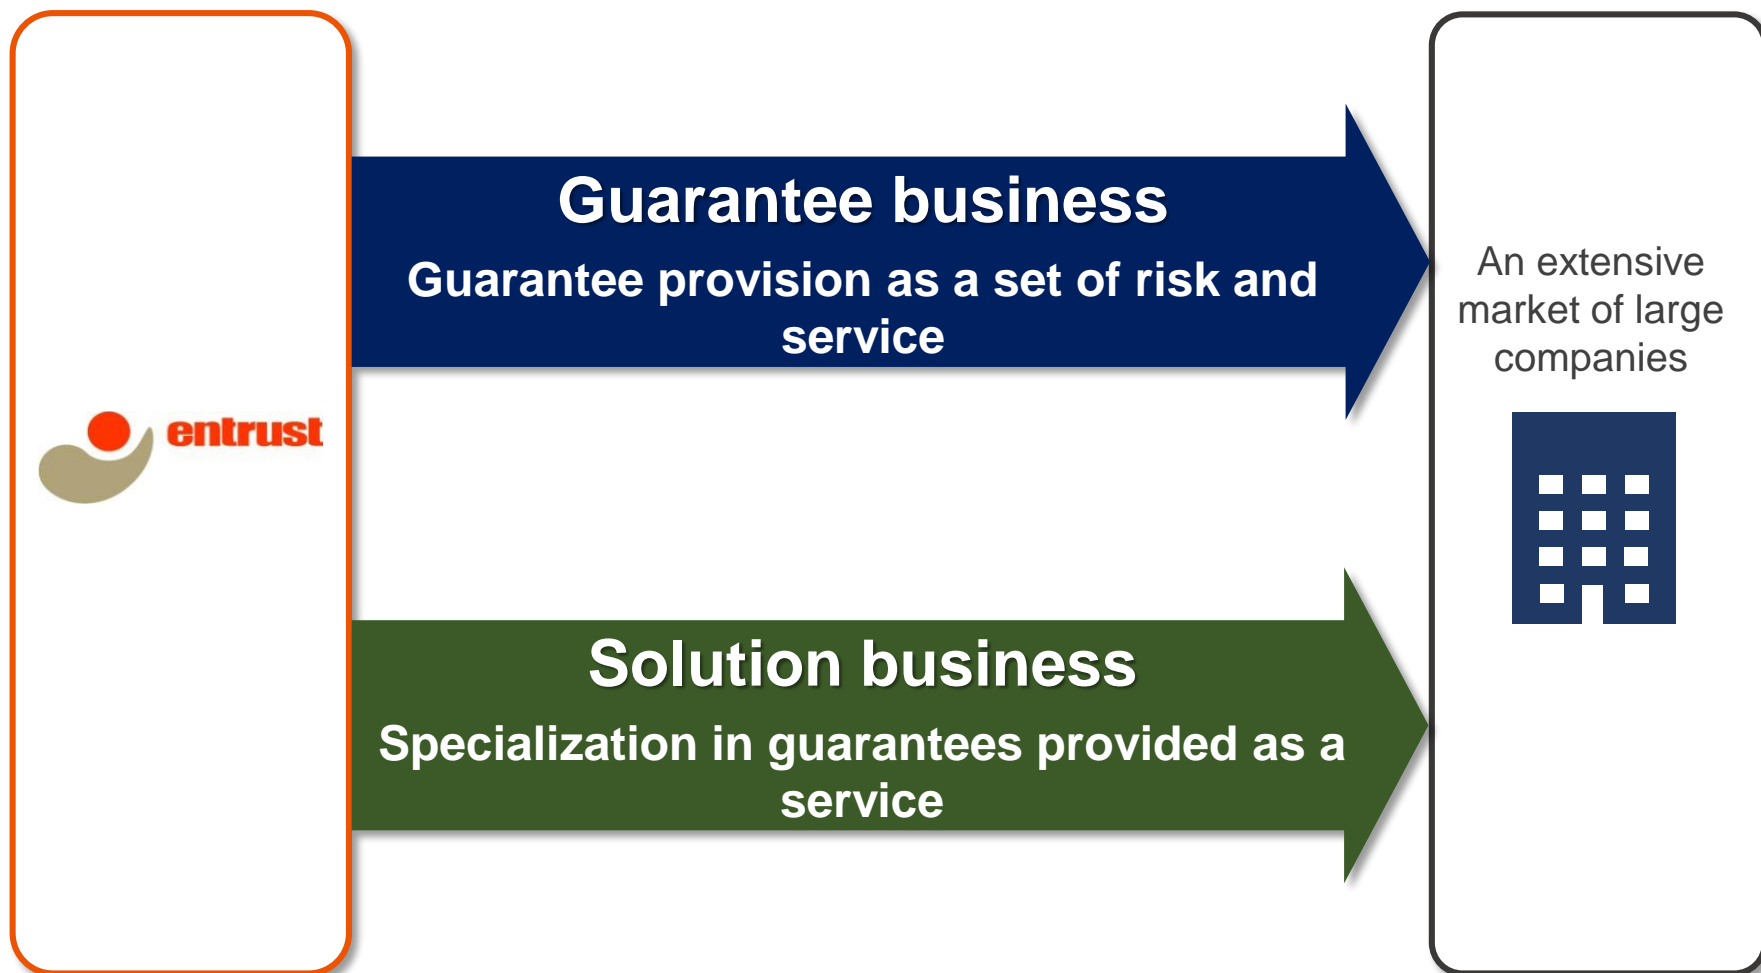 entrust
Guarantee business
Guarantee provision as a set of risk and
service
Solution business
Specialization in guarantees provided as a
service
An extensive
market of large
companies